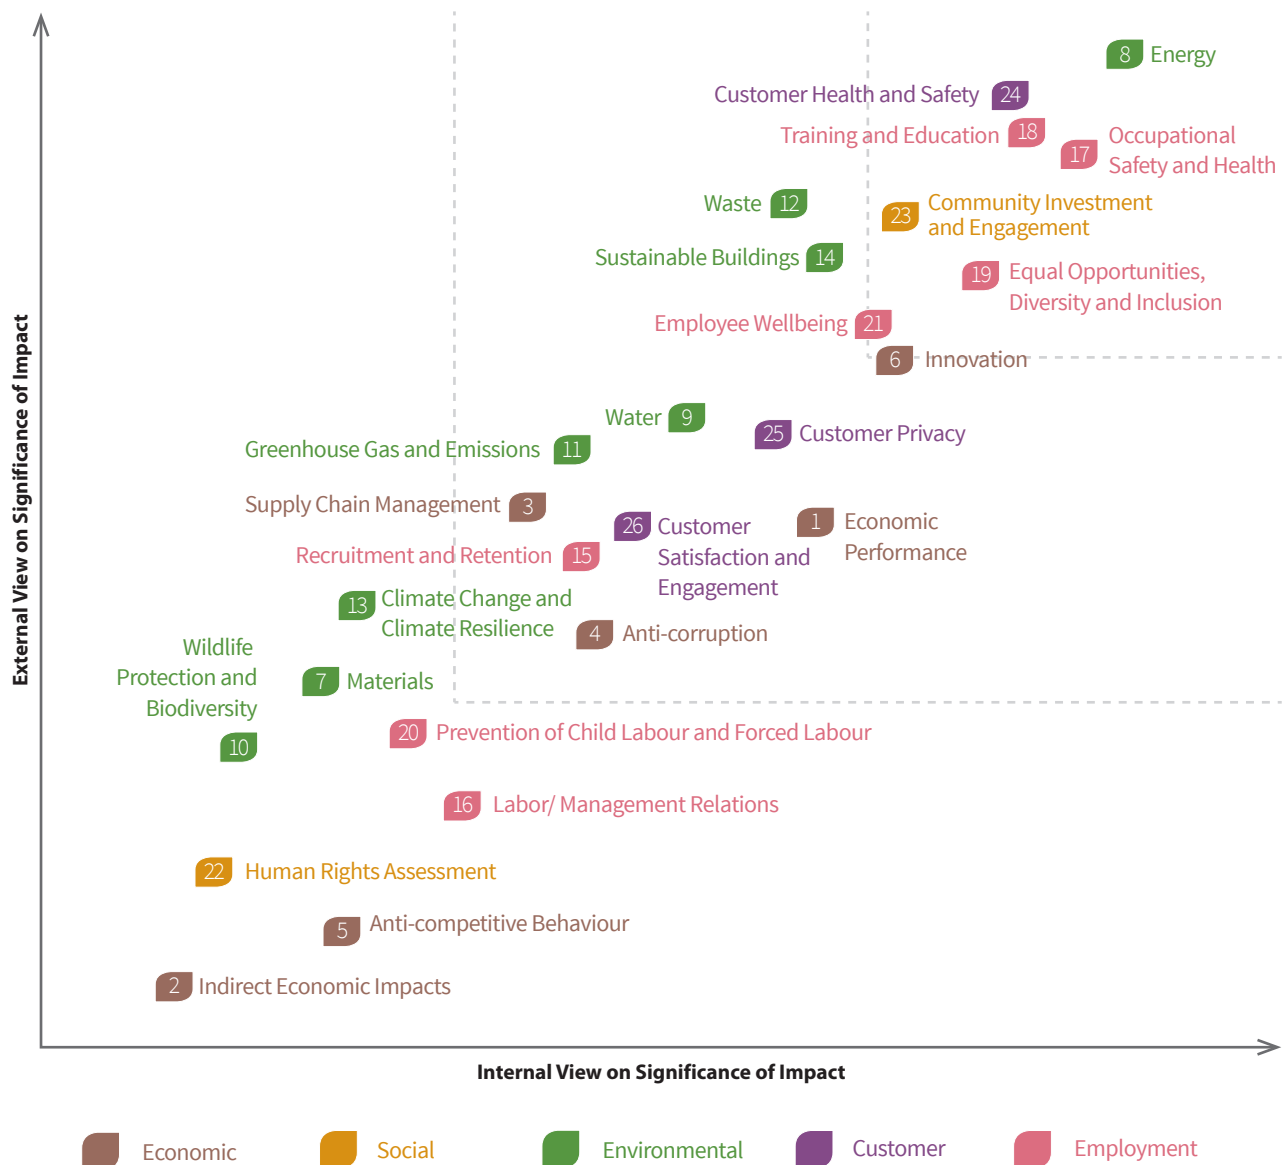 8 Energy
Customer Health and Safety 24
Training and Education 18
17 Occupational
Safety and Health
Waste 12
23 Community Investment
and Engagement
Sustainable Buildings 14
19 Equal Opportunities,
Diversity and Inclusion
Employee Wellbeing 21
6 Innovation
Water 9
25 Customer Privacy
Greenhouse Gas and Emissions 11
Supply Chain Management 3
26 Customer
Satisfaction and
Engagement
1 Economic
Performance
Recruitment and Retention 15
13 Climate Change and
Climate Resilience
4 Anti-corruption
Wildlife
Protection and
Biodiversity
10
7 Materials
20 Prevention of Child Labour and Forced Labour
16 Labor/ Management Relations
22 Human Rights Assessment
5 Anti-competitive Behaviour
2 Indirect Economic Impacts
External View on Significance of Impact
Internal View on Significance of Impact
Economic
Social
Environmental
Customer
Employment